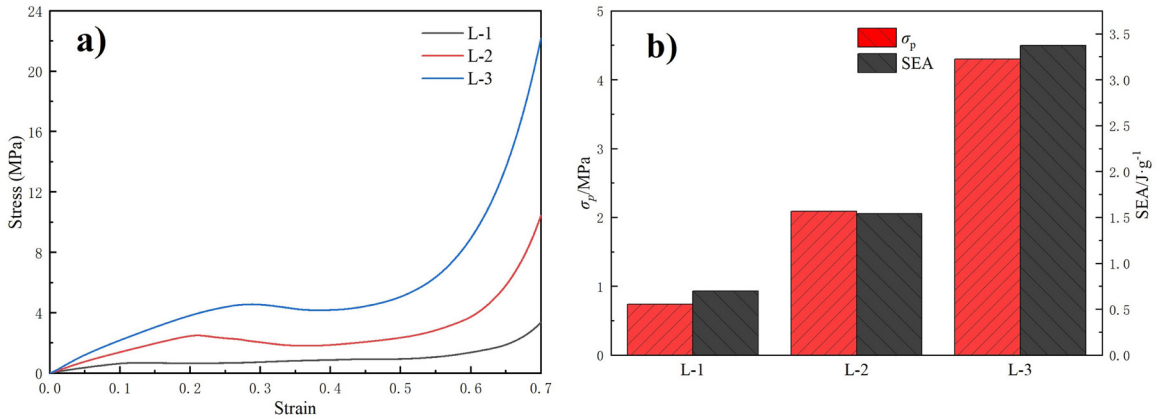 a)
L-1
L-2
L-3
24
20
16
12
8
4
0
Stress (MPa)
0.0 0.1 0.2 0.3 0.4 0.5 0.6 0.7
Strain
b)
σp
SEA
5
4
3
2
1
0
σp/MPa
3.5
3.0
2.5
2.0
1.5
1.0
0.5
0.0
SEA/J·g-1
L-1 L-2 L-3